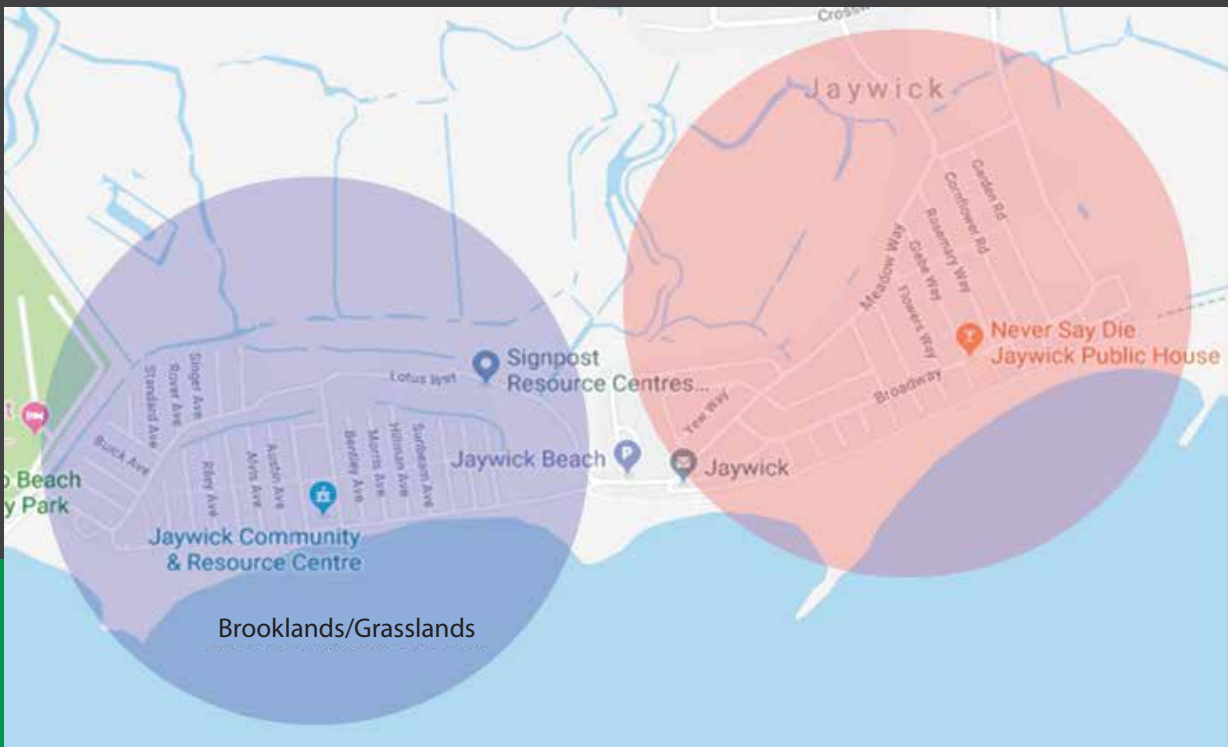 Jaywick
Garden Rd
Cornflower Rd
Rosemary Way
Glebe Way
Flowers Way
Meadow Way
Never Say Die
Jaywick Public House
Broadway
Yew Way
Signpost
Resource Centres...
Lotus Way
Singer Ave
Rover Ave
Standard Ave
Buick Ave
Riley Ave
Alvis Ave
Austin Ave
Bentley Ave
Morris Ave
Hillman Ave
Sunbeam Ave
Jaywick Beach
P
Jaywick
Beach
y Park
Jaywick Community
& Resource Centre
Brooklands/Grasslands